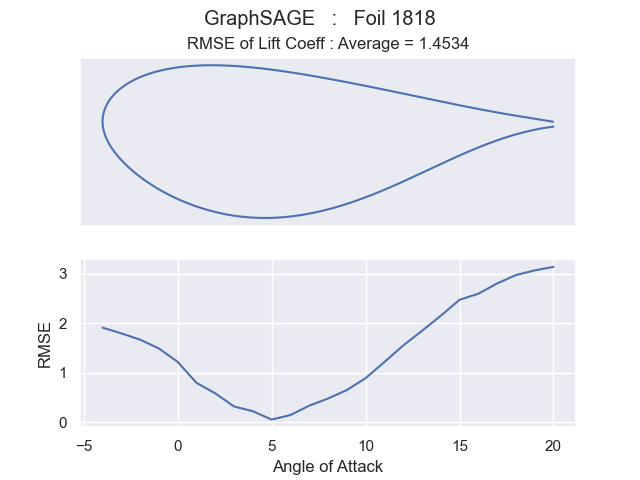 GraphSAGE : Foil 1818
RMSE of Lift Coeff : Average = 1.4534
3
2
1
0
RMSE
−5 0 5 10 15 20
Angle of Attack